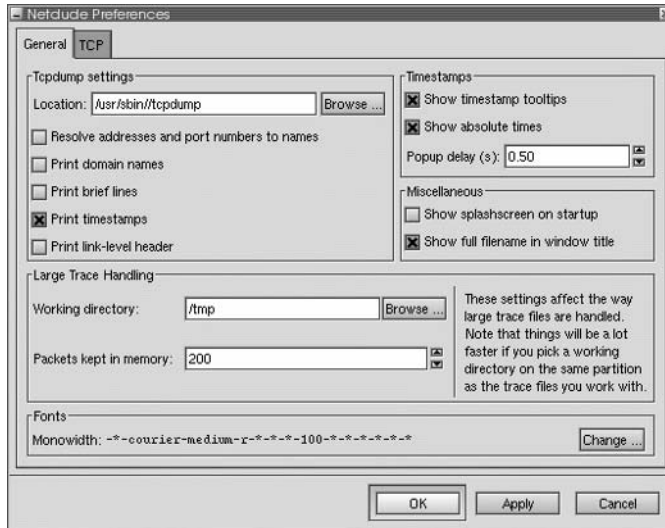 Netdude Preferences
General
TCP
Tcpdump settings
Location: /usr/sbin//tcpdump Browse ...
Resolve addresses and port numbers to names
Print domain names
Print brief lines
Print timestamps
Print link-level header
Timestamps
Show timestamp tooltips
Show absolute times
Popup delay (s): 0.50
Miscellaneous
Show splashscreen on startup
Show full filename in window title
Large Trace Handling
Working directory: /tmp Browse ...
Packets kept in memory: 200
These settings affect the way
large trace files are handled.
Note that things will be a lot
faster if you pick a working
directory on the same partition
as the trace files you work with.
Fonts
Monowidth: -*-courier-medium-r-*-*-*-100-*-*-*-*-*-* Change ...
OK Apply Cancel